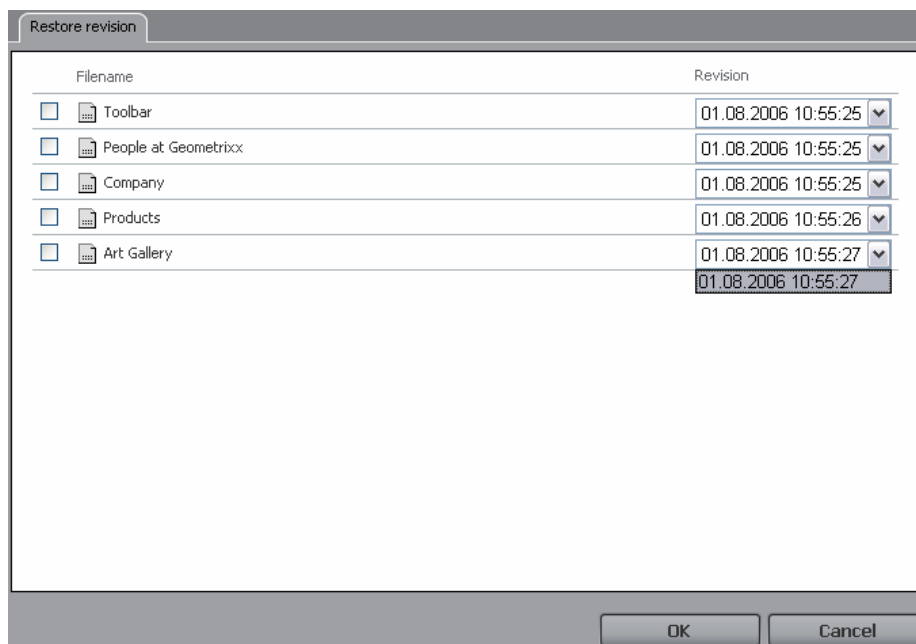 Restore revision
Filename Revision
Toolbar 01.08.2006 10:55:25
People at Geometrixx 01.08.2006 10:55:25
Company 01.08.2006 10:55:25
Products 01.08.2006 10:55:26
Art Gallery 01.08.2006 10:55:27
01.08.2006 10:55:27
OK Cancel